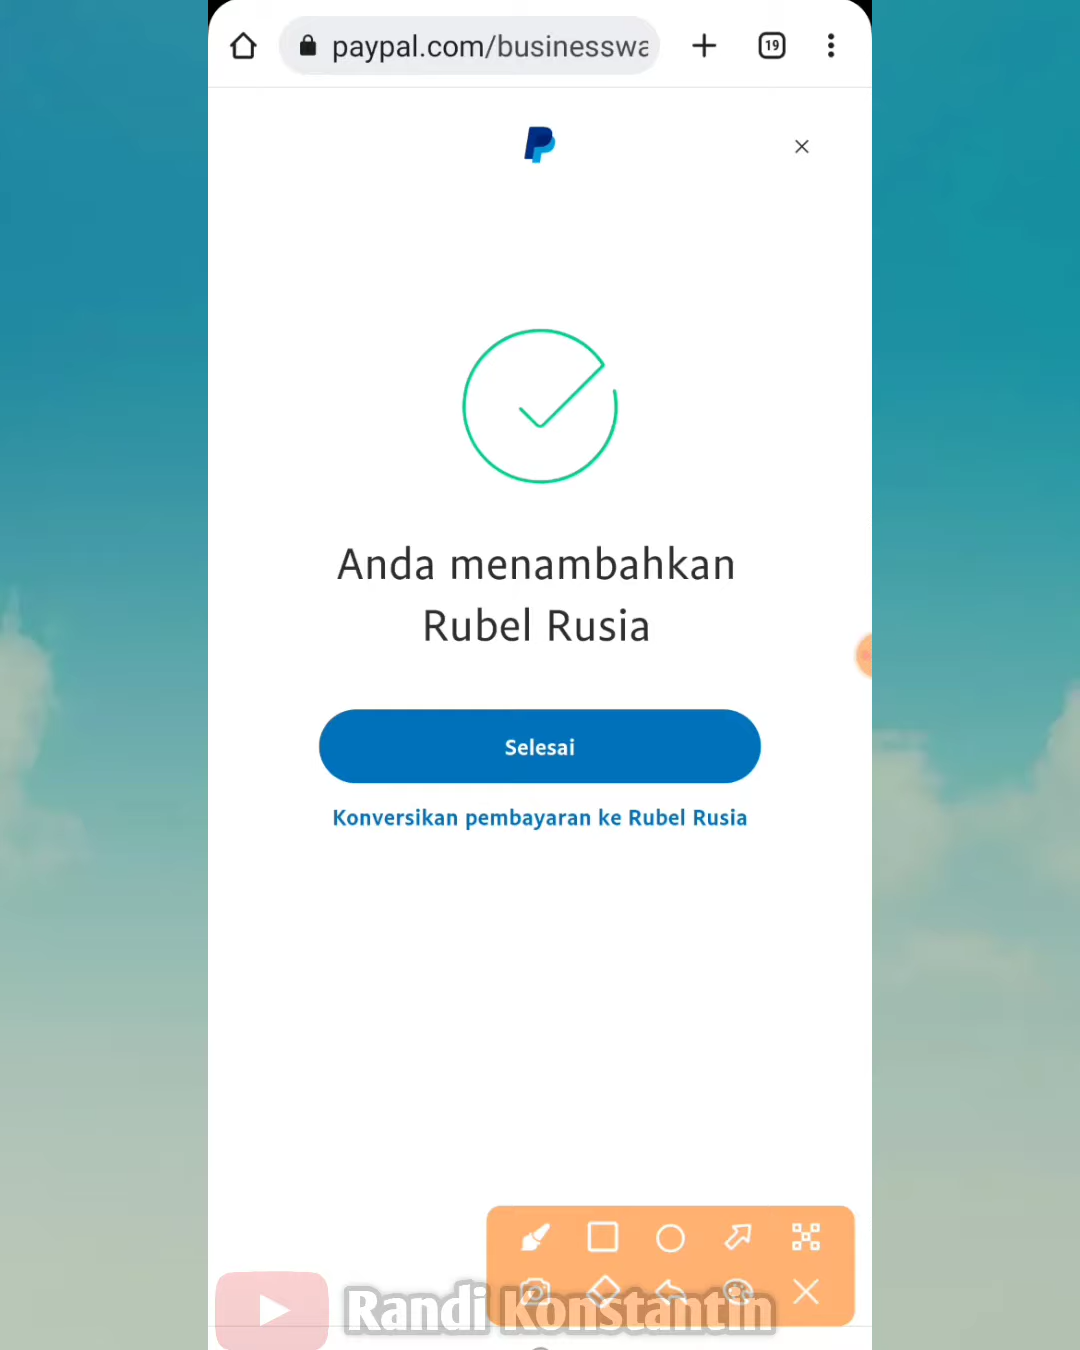 paypal.com/businesswa
19
Anda menambahkan
Rubel Rusia
Selesai
Konversikan pembayaran ke Rubel Rusia
Randi Konstantin